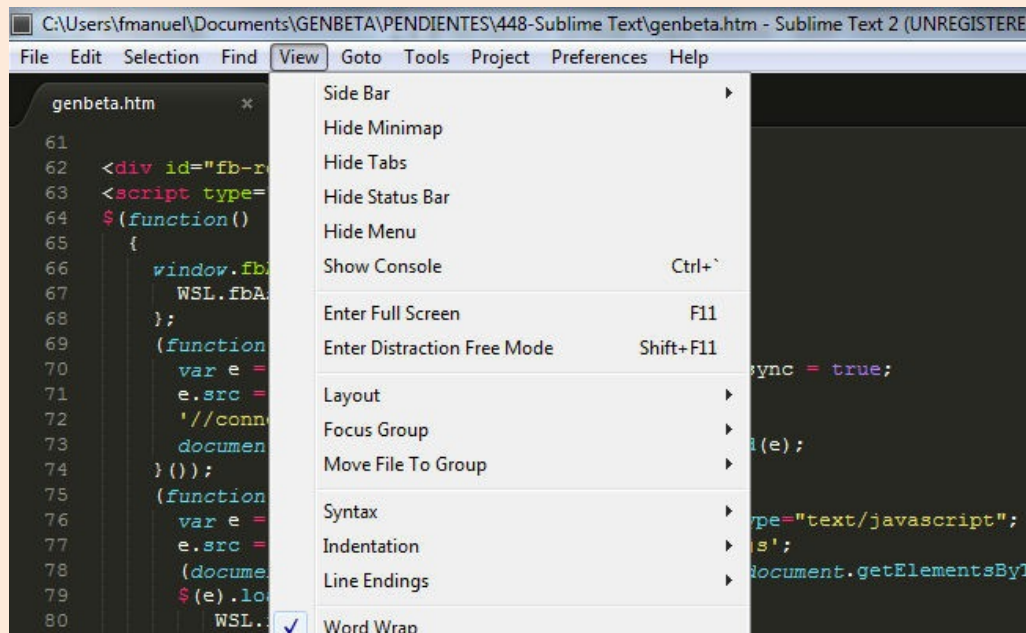 C:\Users\fmanuel\Documents\GENBETA\PENDIENTES\448-Sublime Text\genbeta.htm - Sublime Text 2 (UNREGISTERE
File Edit Selection Find View Goto Tools Project Preferences Help
genbeta.htm ×
Side Bar
Hide Minimap
Hide Tabs
Hide Status Bar
Hide Menu
Show Console Ctrl+`
Enter Full Screen F11
Enter Distraction Free Mode Shift+F11
Layout
Focus Group
Move File To Group
Syntax
Indentation
Line Endings
Word Wrap
61
62 <div id="fb-r
63 <script type=
64 $(function()
65 {
66 window.fb
67 WSL.fbA
68 };
69 (function
70 var e = sync = true;
71 e.src =
72 '//conn
73 documen (e);
74 }());
75 (function
76 var e = pe="text/javascript";
77 e.src = s';
78 (docume document.getElementsBy
79 $(e).lo
80 WSL.